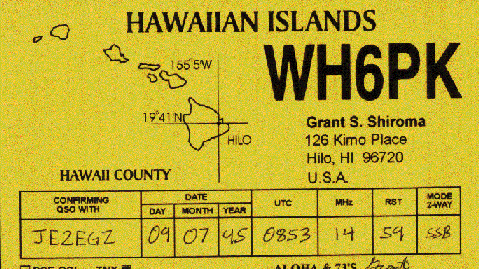 HAWAIIAN ISLANDS
WH6PK
155°5'W
19°41'N
HILO
Grant S. Shiroma
126 Kimo Place
Hilo, HI 96720
U.S.A.
HAWAII COUNTY
CONFIRMING QSO WITH DATE UTC MHz RST MODE 2-WAY
DAY MONTH YEAR
JE2EGZ 09 07 95 0853 14 59 SSB
ALOHA & 73'S